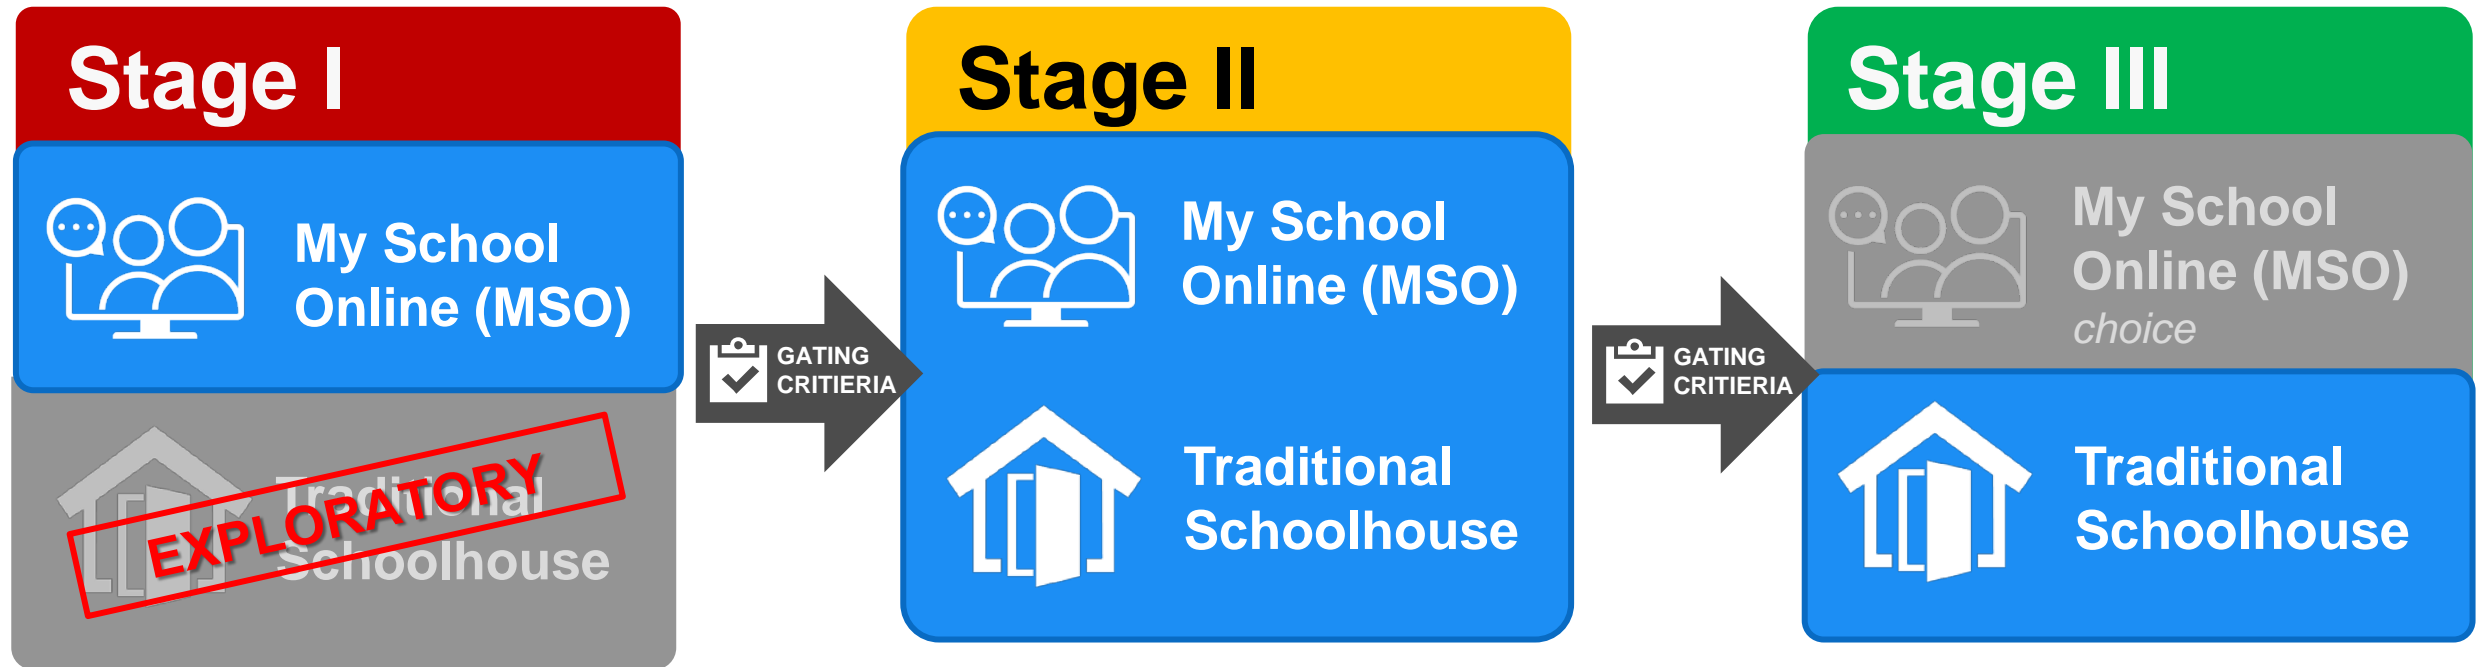 Stage I
My School
Online (MSO)
Traditional
Schoolhouse
EXPLORATORY
GATING
CRITIERIA
Stage II
My School
Online (MSO)
Traditional
Schoolhouse
GATING
CRITIERIA
Stage III
My School
Online (MSO)
choice
Traditional
Schoolhouse